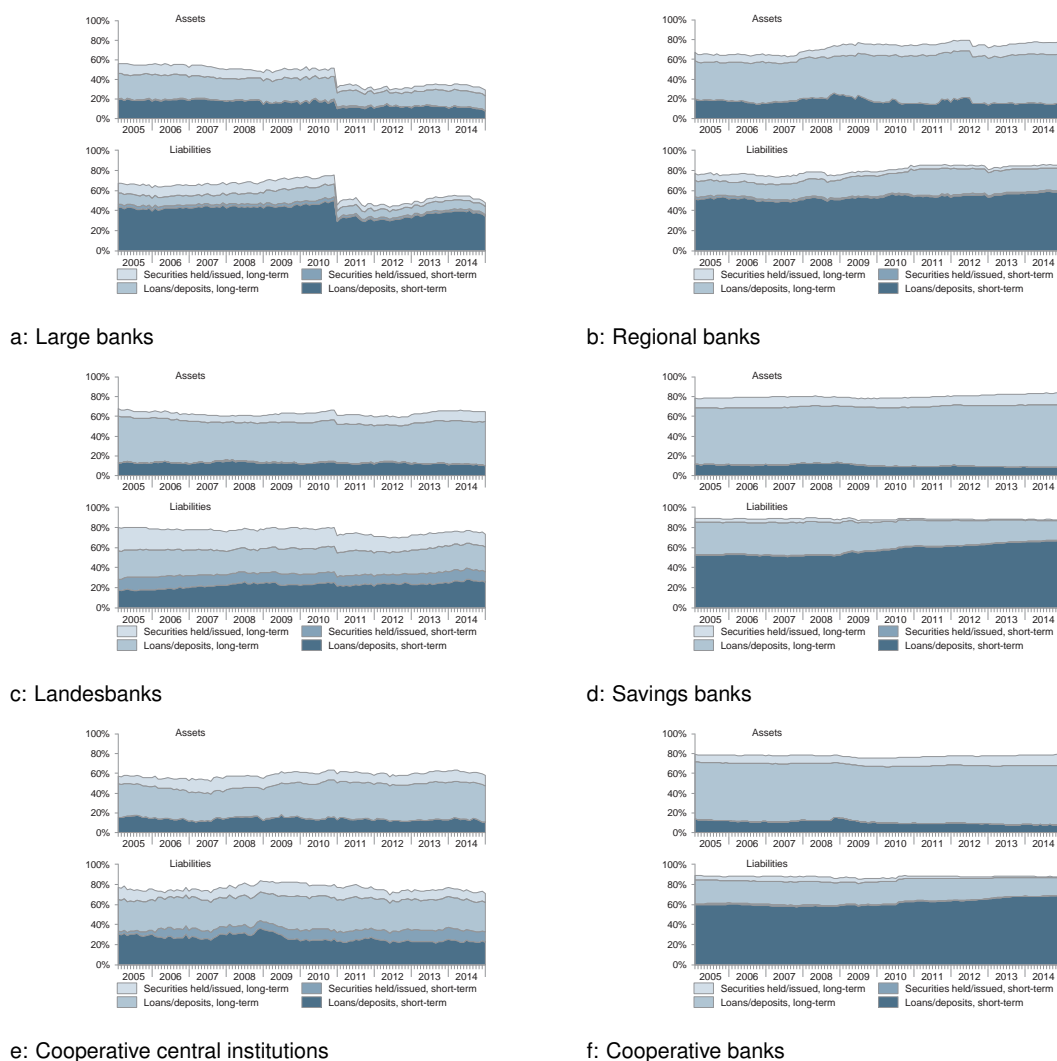 Assets
100%
80%
60%
40%
20%
0%
2005 2006 2007 2008 2009 2010 2011 2012 2013 2014
Liabilities
100%
80%
60%
40%
20%
0%
2005 2006 2007 2008 2009 2010 2011 2012 2013 2014
Securities held/issued, long-term Securities held/issued, short-term
Loans/deposits, long-term Loans/deposits, short-term
a: Large banks
Assets
100%
80%
60%
40%
20%
0%
2005 2006 2007 2008 2009 2010 2011 2012 2013 2014
Liabilities
100%
80%
60%
40%
20%
0%
2005 2006 2007 2008 2009 2010 2011 2012 2013 2014
Securities held/issued, long-term Securities held/issued, short-term
Loans/deposits, long-term Loans/deposits, short-term
b: Regional banks
Assets
100%
80%
60%
40%
20%
0%
2005 2006 2007 2008 2009 2010 2011 2012 2013 2014
Liabilities
100%
80%
60%
40%
20%
0%
2005 2006 2007 2008 2009 2010 2011 2012 2013 2014
Securities held/issued, long-term Securities held/issued, short-term
Loans/deposits, long-term Loans/deposits, short-term
c: Landesbanks
Assets
100%
80%
60%
40%
20%
0%
2005 2006 2007 2008 2009 2010 2011 2012 2013 2014
Liabilities
100%
80%
60%
40%
20%
0%
2005 2006 2007 2008 2009 2010 2011 2012 2013 2014
Securities held/issued, long-term Securities held/issued, short-term
Loans/deposits, long-term Loans/deposits, short-term
d: Savings banks
Assets
100%
80%
60%
40%
20%
0%
2005 2006 2007 2008 2009 2010 2011 2012 2013 2014
Liabilities
100%
80%
60%
40%
20%
0%
2005 2006 2007 2008 2009 2010 2011 2012 2013 2014
Securities held/issued, long-term Securities held/issued, short-term
Loans/deposits, long-term Loans/deposits, short-term
e: Cooperative central institutions
Assets
100%
80%
60%
40%
20%
0%
2005 2006 2007 2008 2009 2010 2011 2012 2013 2014
Liabilities
100%
80%
60%
40%
20%
0%
2005 2006 2007 2008 2009 2010 2011 2012 2013 2014
Securities held/issued, long-term Securities held/issued, short-term
Loans/deposits, long-term Loans/deposits, short-term
f: Cooperative banks